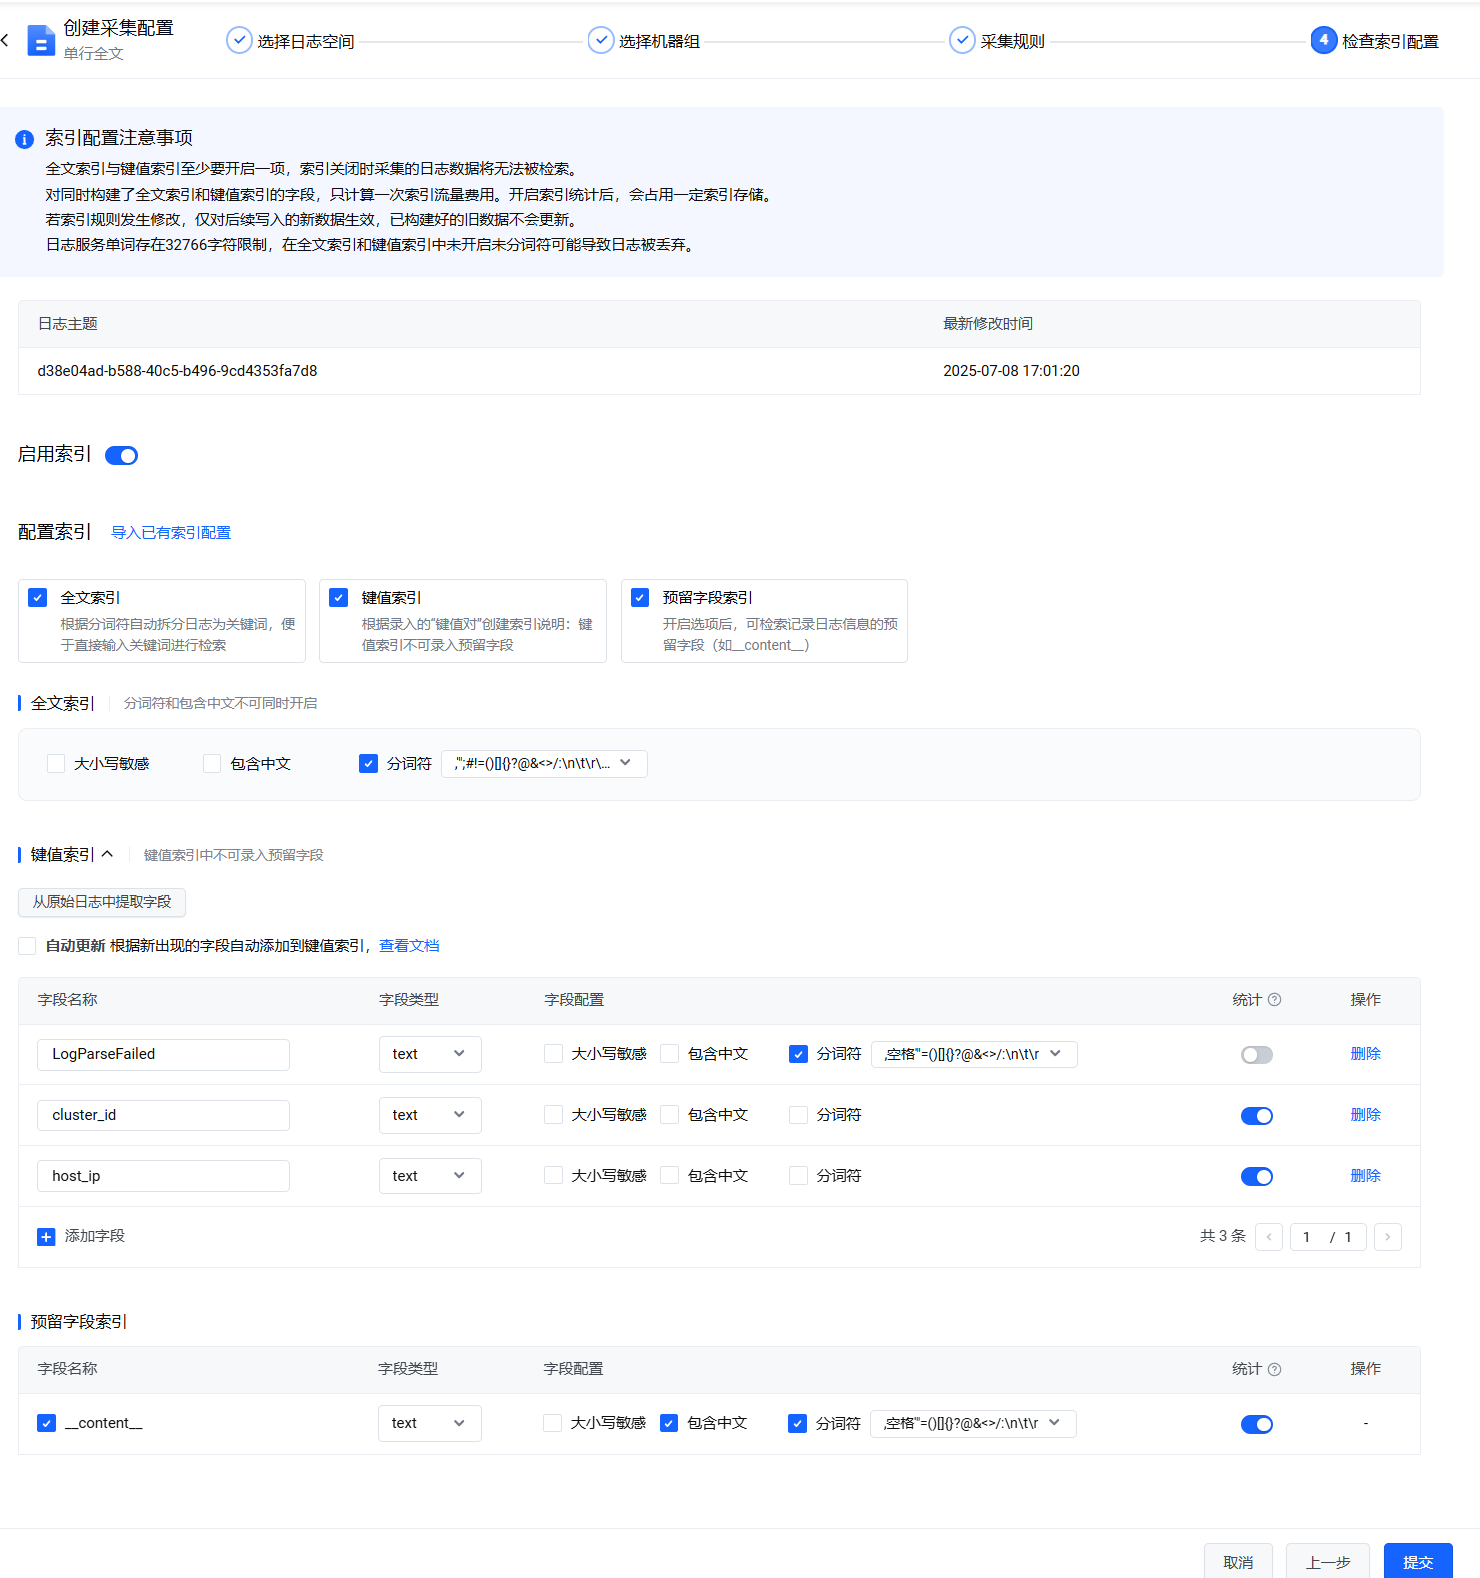 创建采集配置
单行全文
选择日志空间
选择机器组
采集规则
4 检查索引配置
索引配置注意事项
全文索引与键值索引至少要开启一项，索引关闭时采集的日志数据将无法被检索。
对同时构建了全文索引和键值索引的字段，只计算一次索引流量费用。开启索引统计后，会占用一定索引存储。
若索引规则发生修改，仅对后续写入的新数据生效，已构建好的旧数据不会更新。
日志服务单词存在32766字符限制，在全文索引和键值索引中未开启未分词符可能导致日志被丢弃。
日志主题 最新修改时间
d38e04ad-b588-40c5-b496-9cd4353fa7d8 2025-07-08 17:01:20
启用索引
配置索引 导入已有索引配置
全文索引
根据分词符自动拆分日志为关键词，便
于直接输入关键词进行检索
键值索引
根据录入的“键值对”创建索引说明：键
值索引不可录入预留字段
预留字段索引
开启选项后，可检索记录日志信息的预
留字段（如__content__）
全文索引 分词符和包含中文不可同时开启
大小写敏感 包含中文 分词符 ,'";#!=()[]{}?@&<>/:\n\t\r\...
键值索引 键值索引中不可录入预留字段
从原始日志中提取字段
自动更新 根据新出现的字段自动添加到键值索引，查看文档
字段名称 字段类型 字段配置 统计 操作
LogParseFailed text 大小写敏感 包含中文 分词符 ,空格'"=()[]{}?@&<>/:\n\t\r 删除
cluster_id text 大小写敏感 包含中文 分词符 删除
host_ip text 大小写敏感 包含中文 分词符 删除
添加字段 共 3 条 1 / 1
预留字段索引
字段名称 字段类型 字段配置 统计 操作
__content__ text 大小写敏感 包含中文 分词符 ,空格'"=()[]{}?@&<>/:\n\t\r -
取消 上一步 提交